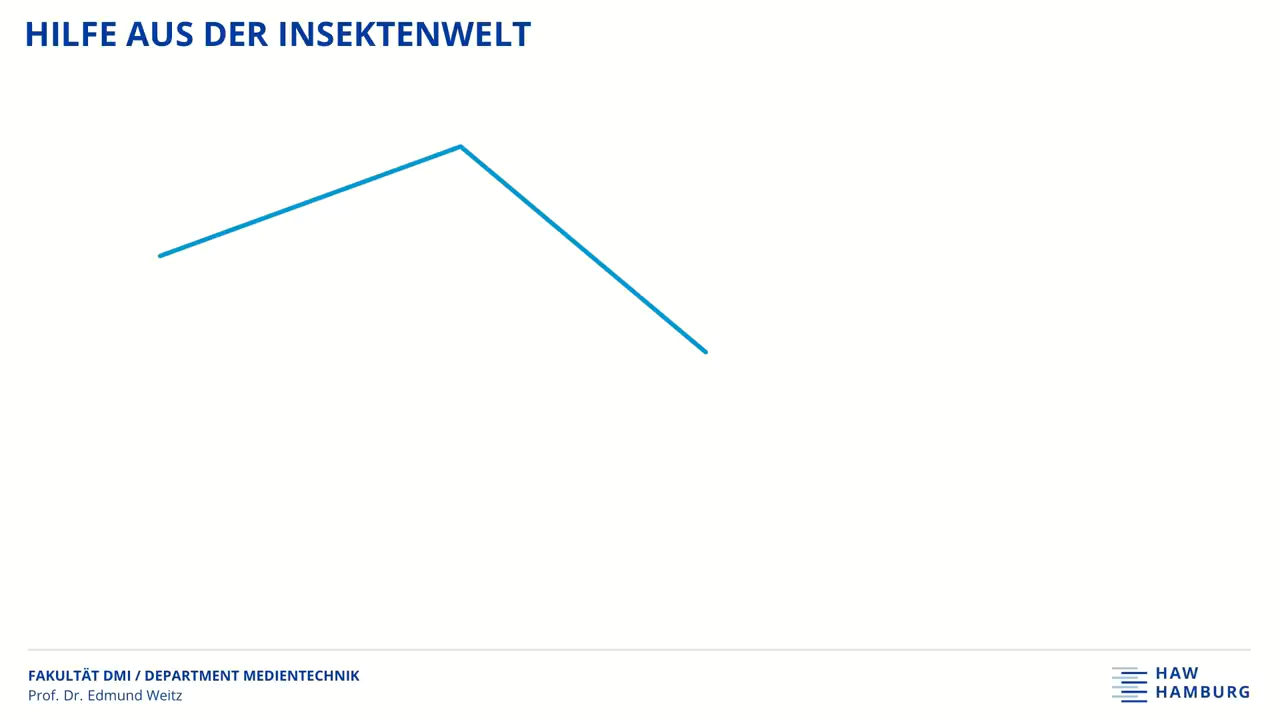 HILFE AUS DER INSEKTENWELT
FAKULTÄT DMI / DEPARTMENT MEDIENTECHNIK
Prof. Dr. Edmund Weitz
HAW
HAMBURG